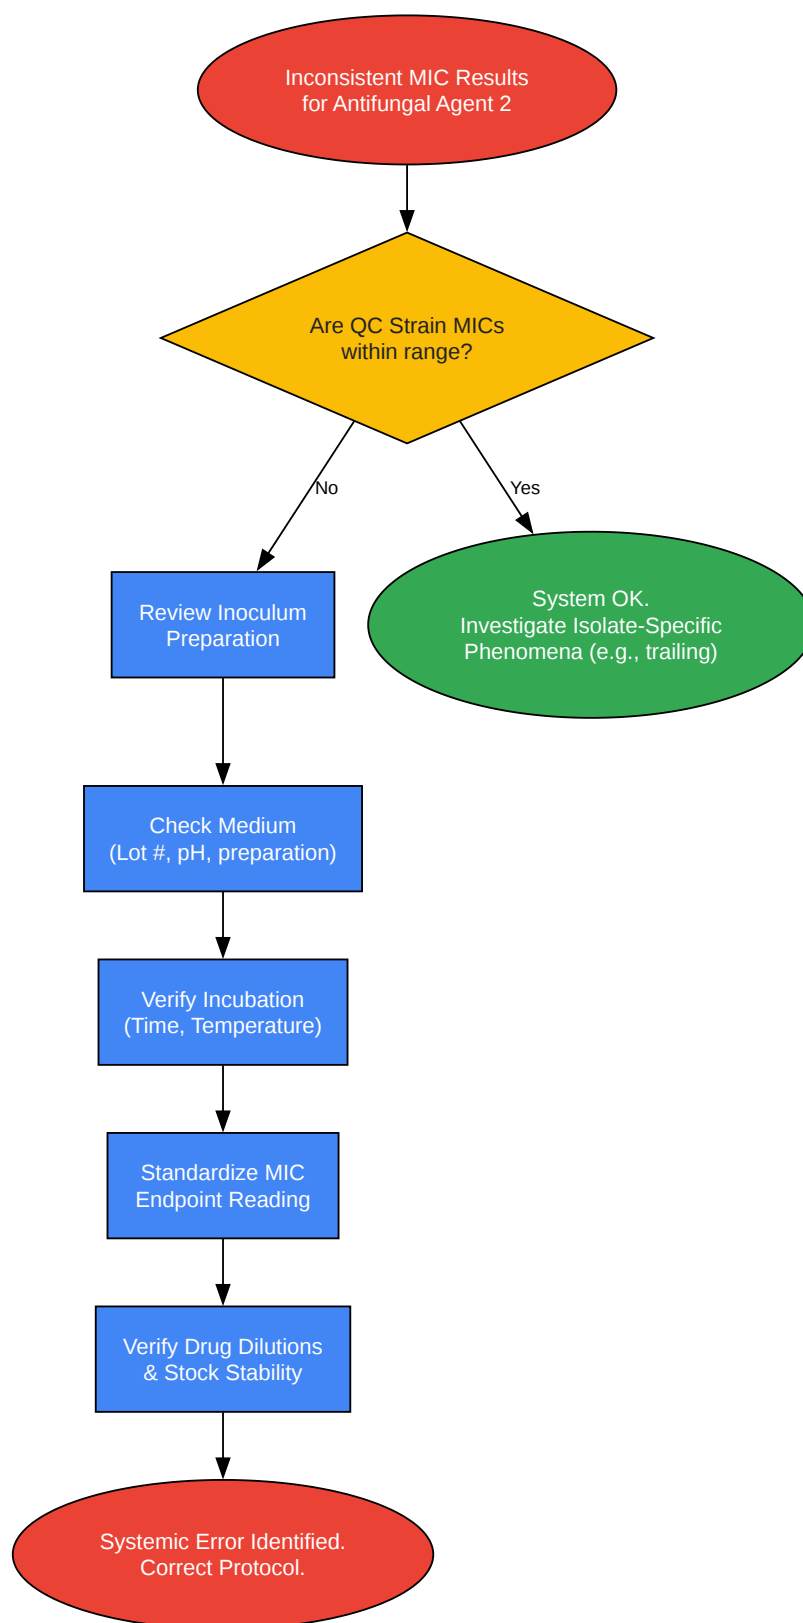 Inconsistent MIC Results
for Antifungal Agent 2
Are QC Strain MICs
within range?
No
Yes
Review Inoculum
Preparation
System OK.
Investigate Isolate-Specific
Phenomena (e.g., trailing)
Check Medium
(Lot #, pH, preparation)
Verify Incubation
(Time, Temperature)
Standardize MIC
Endpoint Reading
Verify Drug Dilutions
& Stock Stability
Systemic Error Identified.
Correct Protocol.